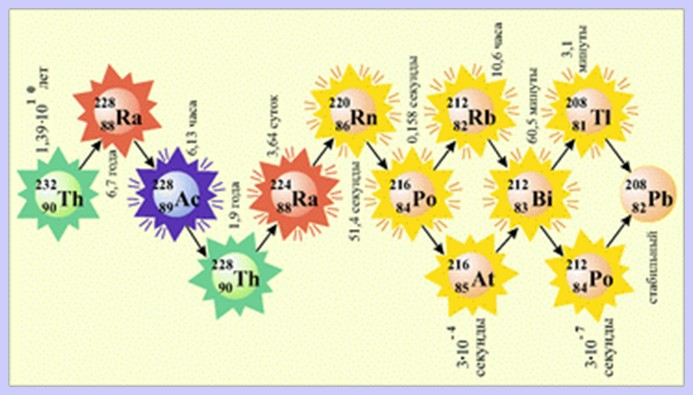 1,39·10¹⁰ лет
232 90 Th
228 88 Ra
6,7 года
228 89 Ac
6,13 часа
228 90 Th
1,9 года
224 88 Ra
3,64 суток
220 86 Rn
51,4 секунды
216 84 Po
0,158 секунды
212 82 Rb
10,6 часа
216 85 At
3·10⁻⁴
секунды
212 83 Bi
60,5 минуты
208 81 Tl
3,1
минуты
212 84 Po
3·10⁻⁷
секунды
208 82 Pb
стабильный